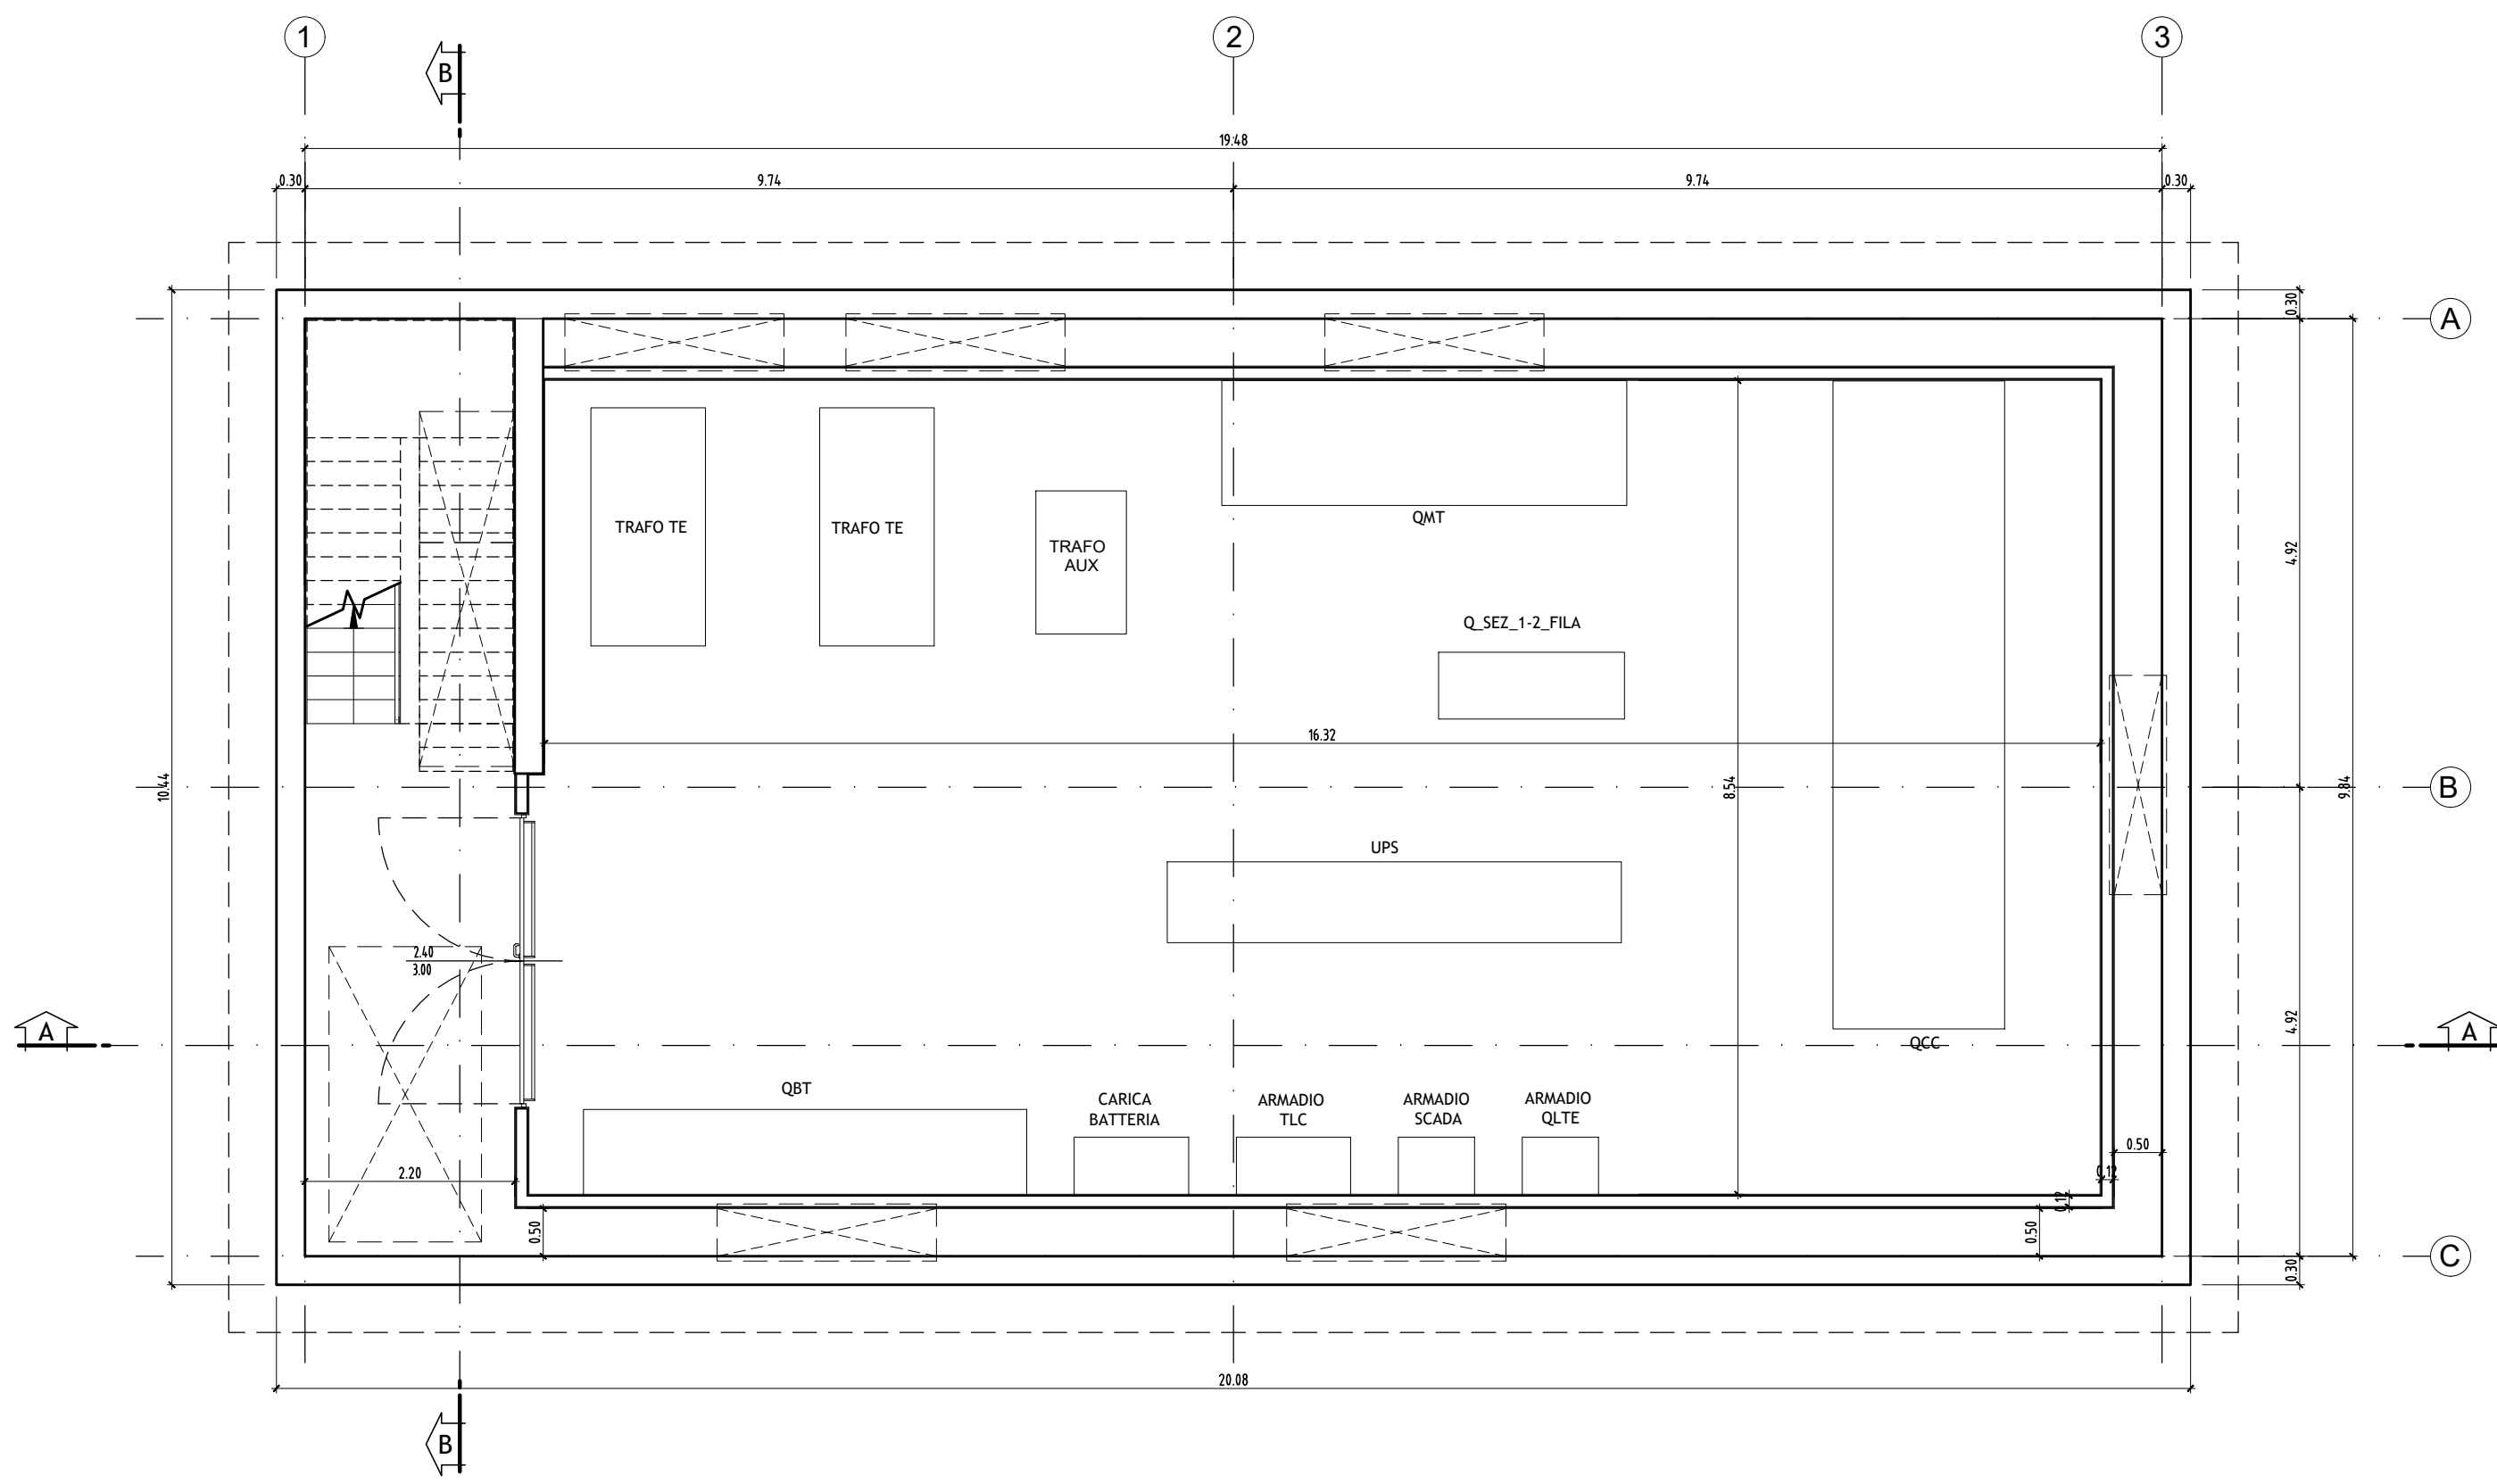 1
2
3
B
19.48
0.30
9.74
9.74
0.30
0.30
A
TRAFO TE
TRAFO TE
TRAFO
AUX
QMT
4.92
Q_SEZ_1-2_FILA
16.32
10.44
8.54
9.84
B
UPS
2.40
3.00
A
4.92
A
QCC
QBT
CARICA
BATTERIA
ARMADIO
TLC
ARMADIO
SCADA
ARMADIO
QLTE
0.50
2.20
0.12
0.12
0.50
0.50
C
0.30
20.08
B